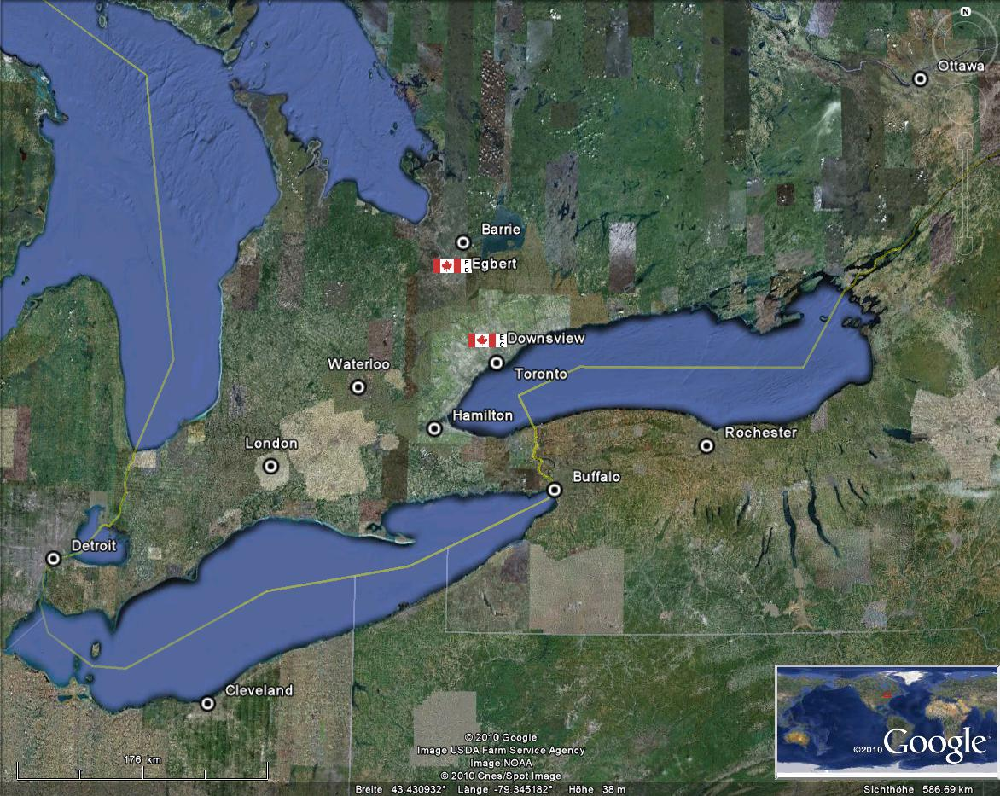 N
Ottawa
Barrie
E
C
Egbert
E
C
Downsview
Waterloo
Toronto
Hamilton
London
Rochester
Buffalo
Detroit
Cleveland
176 km
© 2010 Google
Image USDA Farm Service Agency
Image NOAA
© 2010 Cnes/Spot Image
©2010 Google™
Breite 43.430932° Länge -79.345182° Höhe 38 m
Sichthöhe 586.69 km